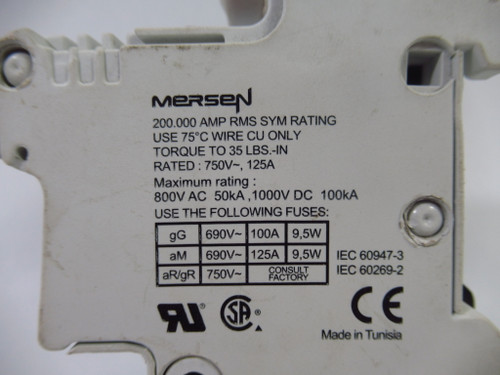 MERSEN
200.000 AMP RMS SYM RATING
USE 75°C WIRE CU ONLY
TORQUE TO 35 LBS.-IN
RATED : 750V~, 125A
Maximum rating :
800V AC 50kA ,1000V DC 100kA
USE THE FOLLOWING FUSES:
gG 690V~ 100A 9,5W
aM 690V~ 125A 9,5W IEC 60947-3
aR/gR 750V~ CONSULT FACTORY IEC 60269-2
RU SA CE
Made in Tunisia